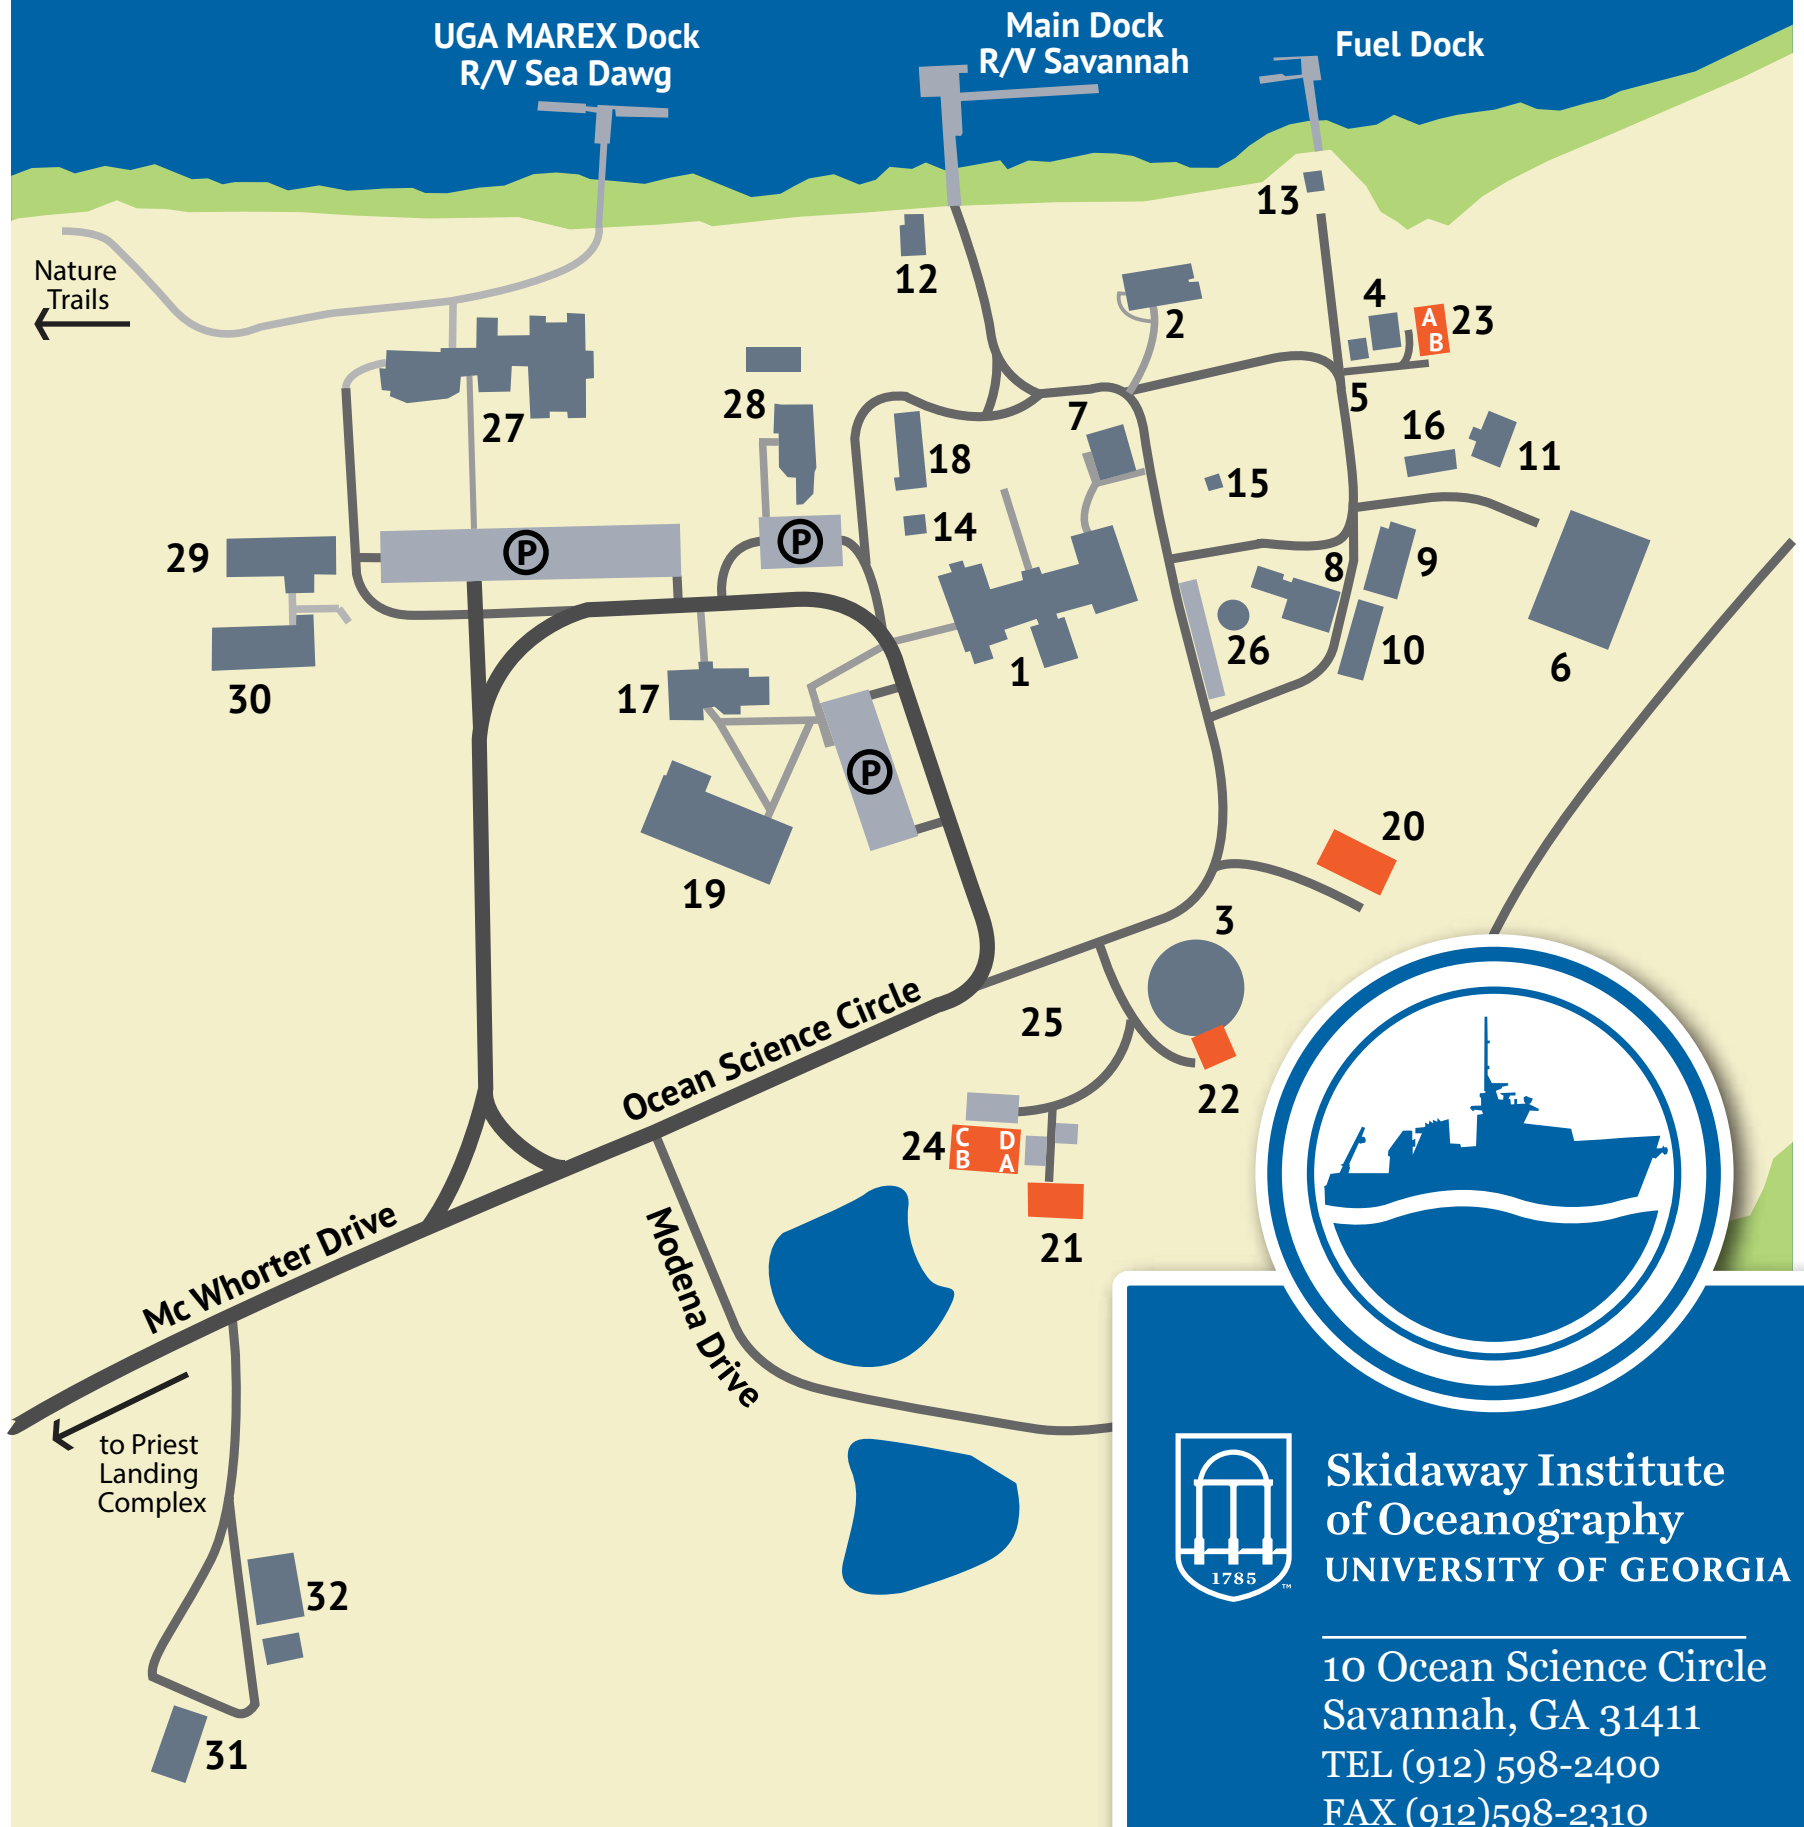 UGA MAREX Dock
R/V Sea Dawg
Main Dock
R/V Savannah
Fuel Dock
13
12
Nature
Trails
2
4
A
B
23
5
27
28
7
16
11
18
15
14
29
P
P
8
9
26
10
6
1
30
17
P
19
20
3
Ocean Science Circle
25
22
24
C
D
B
A
21
Mc Whorter Drive
Modena Drive
to Priest
Landing
Complex
32
31
1785
TM
Skidaway Institute
of Oceanography
UNIVERSITY OF GEORGIA
10 Ocean Science Circle
Savannah, GA 31411
TEL (912) 598-2400
FAX (912)598-2310